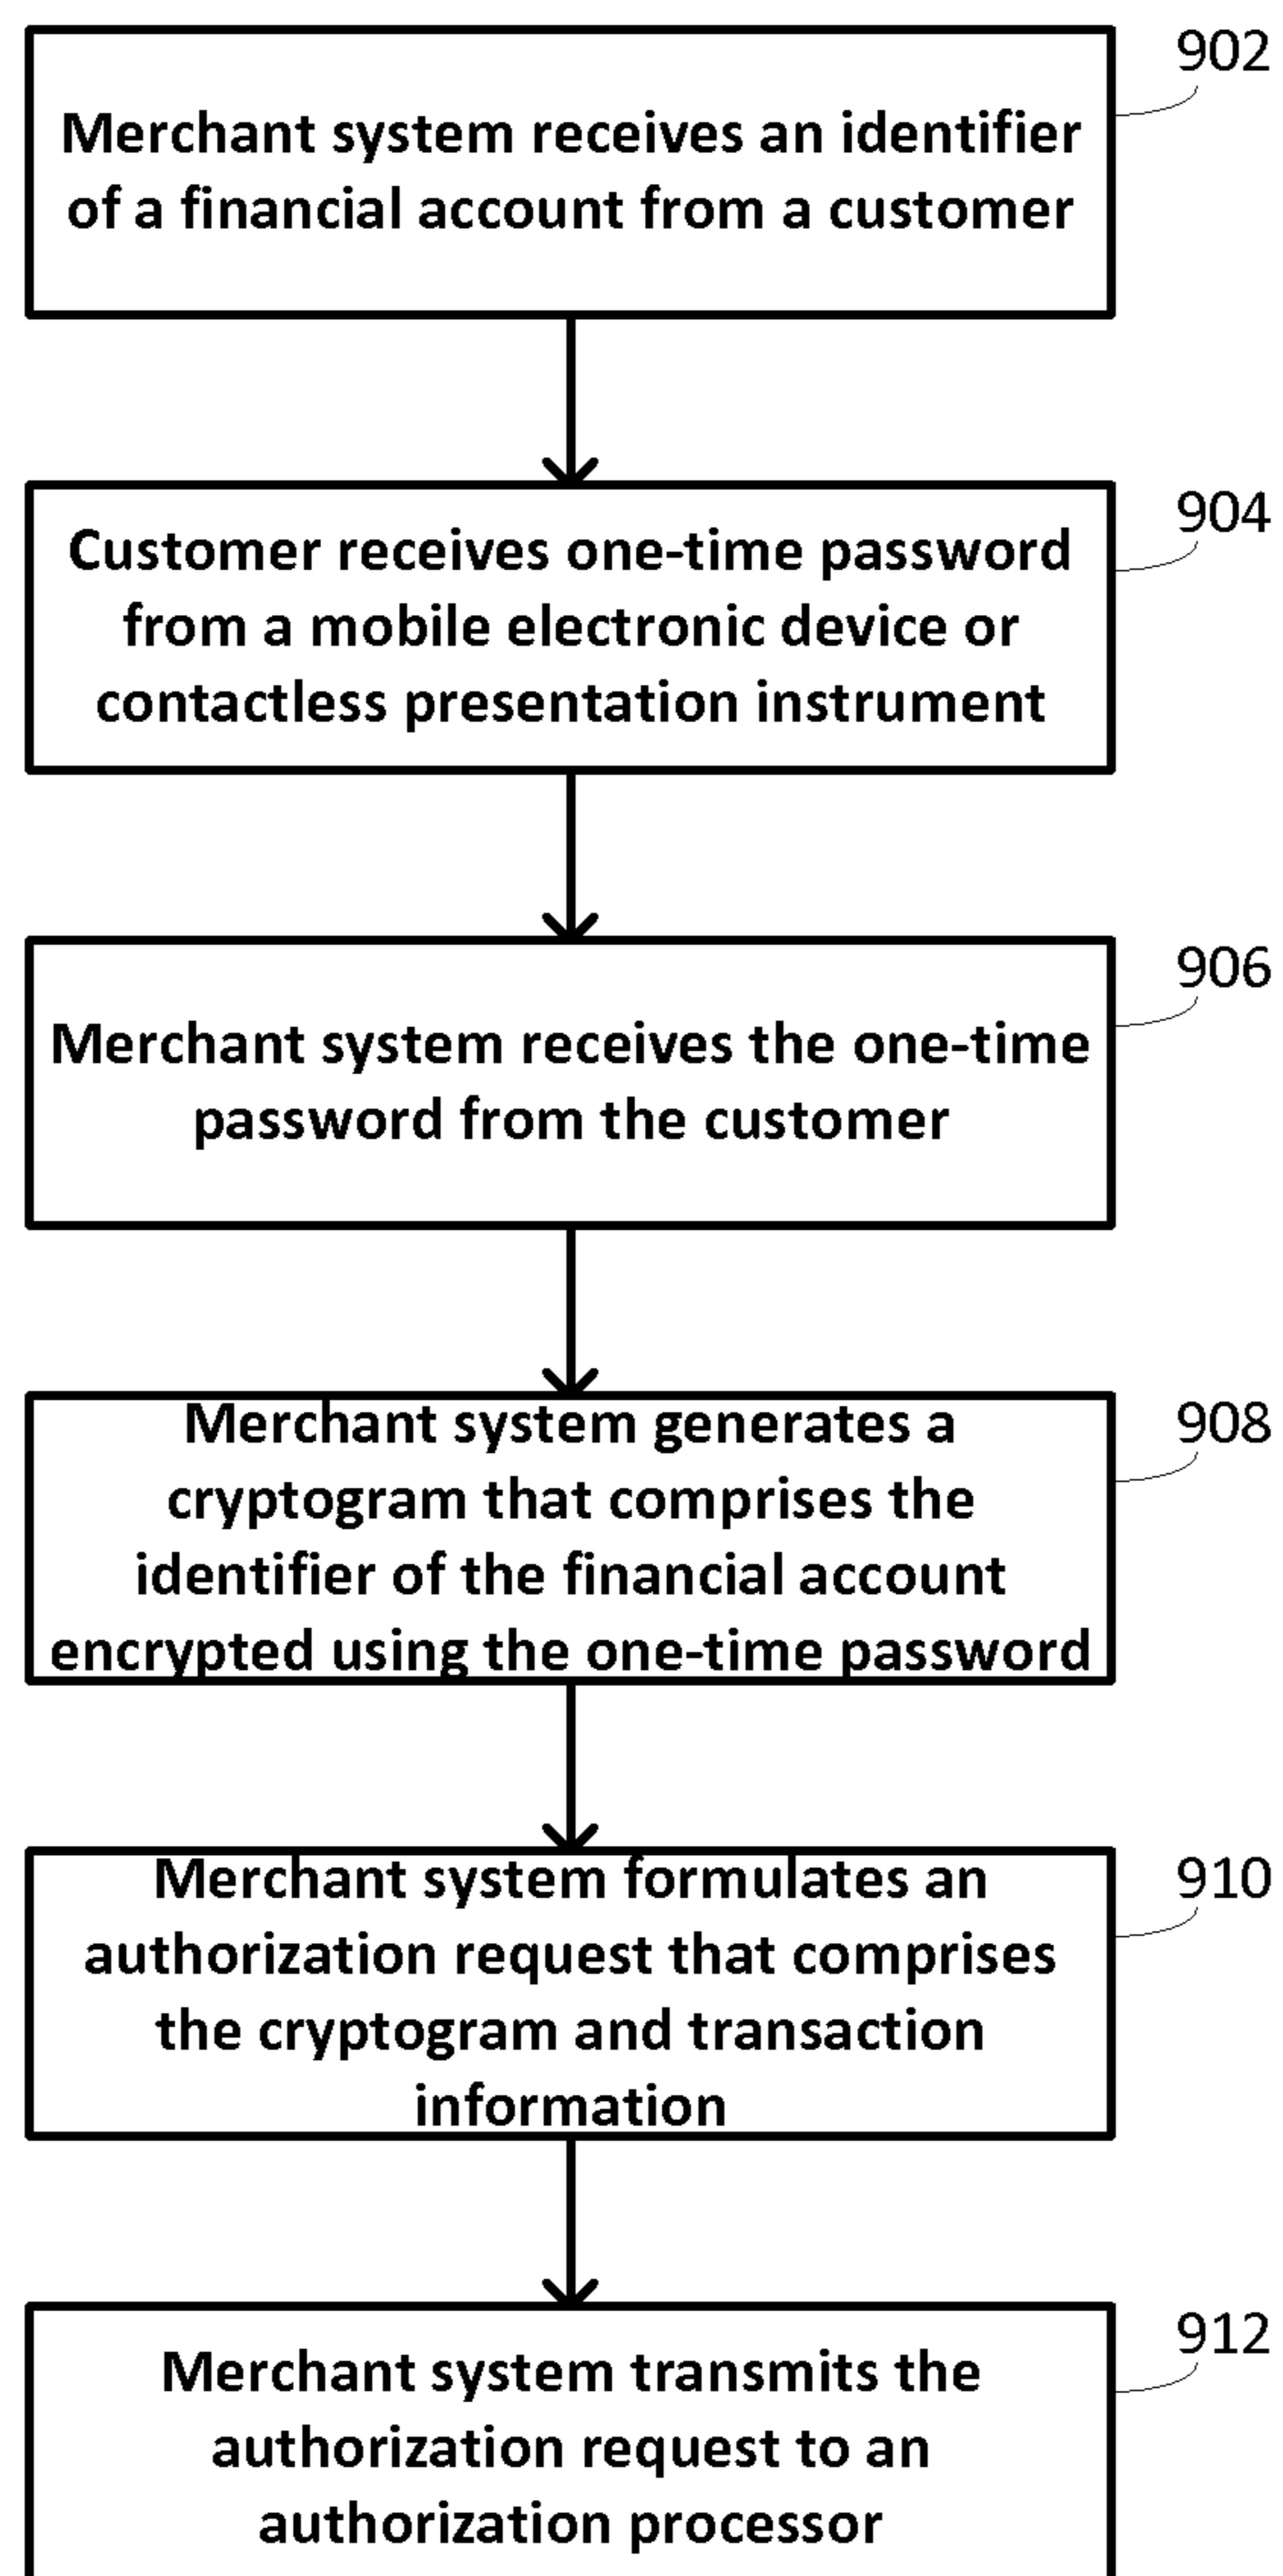 902
Merchant system receives an identifier
of a financial account from a customer
904
Customer receives one-time password
from a mobile electronic device or
contactless presentation instrument
906
Merchant system receives the one-time
password from the customer
908
Merchant system generates a
cryptogram that comprises the
identifier of the financial account
encrypted using the one-time password
910
Merchant system formulates an
authorization request that comprises
the cryptogram and transaction
information
912
Merchant system transmits the
authorization request to an
authorization processor